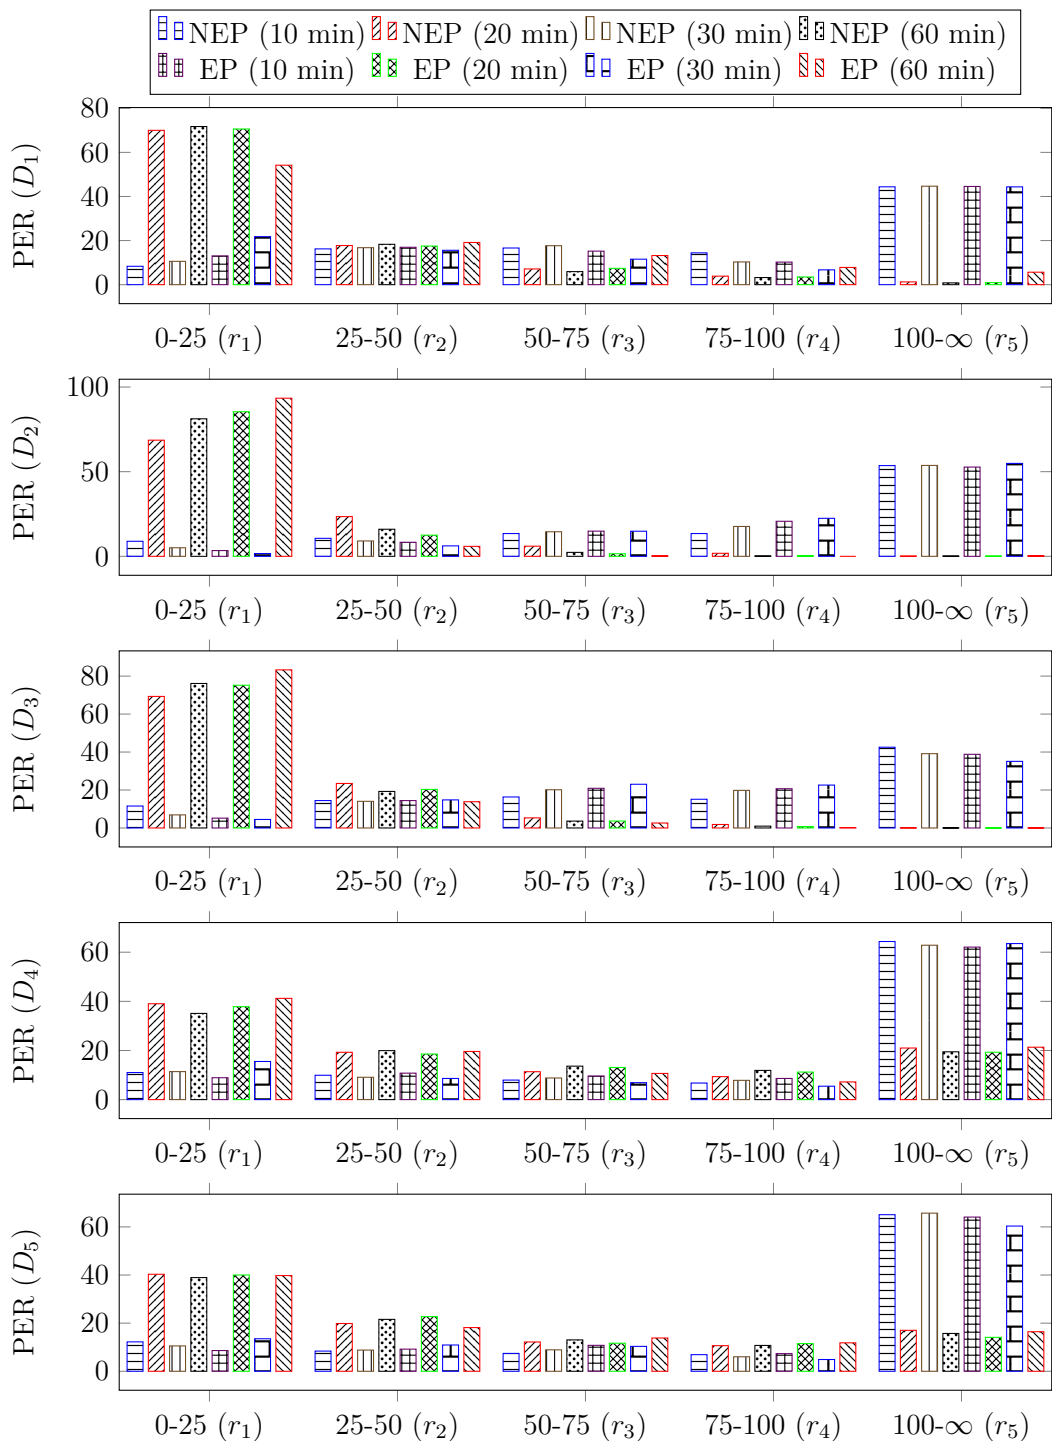 NEP (10 min) NEP (20 min) NEP (30 min) NEP (60 min)
EP (10 min) EP (20 min) EP (30 min) EP (60 min)
80
60
40
20
0
PER (D₁)
0-25 (r₁) 25-50 (r₂) 50-75 (r₃) 75-100 (r₄) 100-∞ (r₅)
100
50
0
PER (D₂)
0-25 (r₁) 25-50 (r₂) 50-75 (r₃) 75-100 (r₄) 100-∞ (r₅)
80
60
40
20
0
PER (D₃)
0-25 (r₁) 25-50 (r₂) 50-75 (r₃) 75-100 (r₄) 100-∞ (r₅)
60
40
20
0
PER (D₄)
0-25 (r₁) 25-50 (r₂) 50-75 (r₃) 75-100 (r₄) 100-∞ (r₅)
60
40
20
0
PER (D₅)
0-25 (r₁) 25-50 (r₂) 50-75 (r₃) 75-100 (r₄) 100-∞ (r₅)